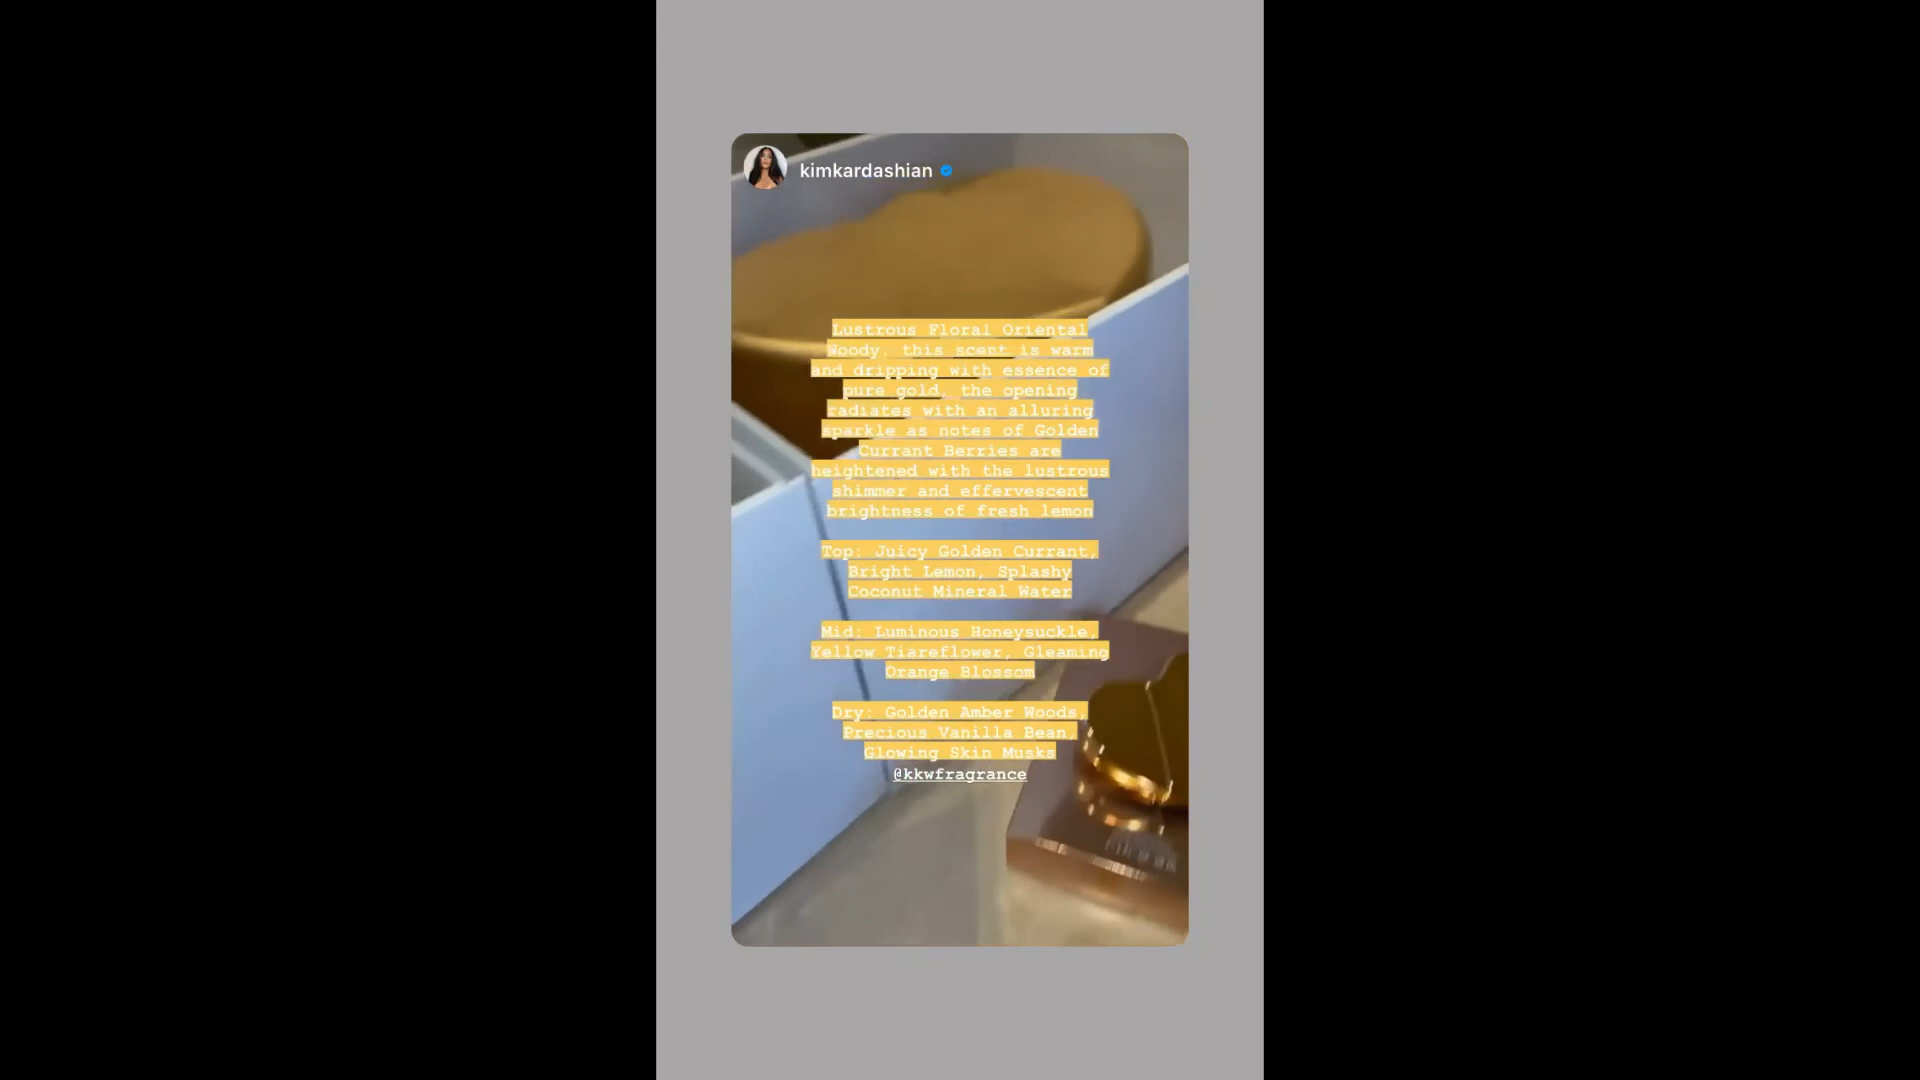 kimkardashian
Lustrous Floral Oriental
Woody, this scent is warm
and dripping with essence of
pure gold, the opening
radiates with an alluring
sparkle as notes of Golden
Currant Berries are
heightened with the lustrous
shimmer and effervescent
brightness of fresh lemon
Top: Juicy Golden Currant,
Bright Lemon, Splashy
Coconut Mineral Water
Mid: Luminous Honeysuckle,
Yellow Tiareflower, Gleaming
Orange Blossom
Dry: Golden Amber Woods,
Precious Vanilla Bean,
Glowing Skin Musks
@kkwfragrance